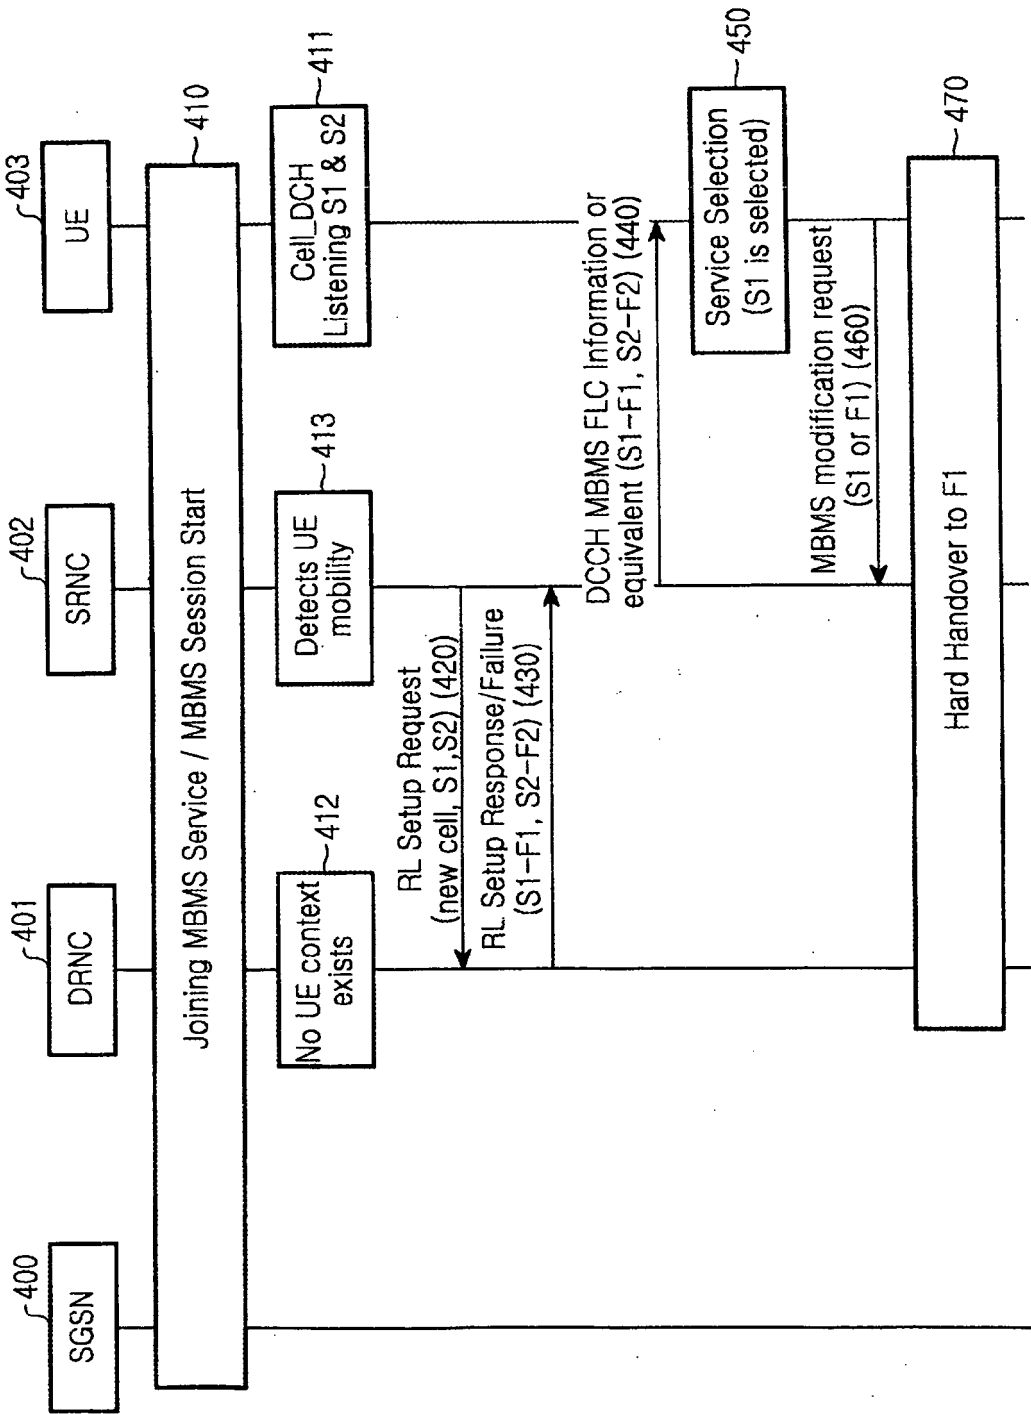 400
SGSN
401
DRNC
402
SRNC
403
UE
Joining MBMS Service / MBMS Session Start
410
No UE context
exists
412
Detects UE
mobility
413
Cell_DCH
Listening S1 & S2
411
RL Setup Request
(new cell, S1,S2) (420)
RL Setup Response/Failure
(S1-F1, S2-F2) (430)
DCCH MBMS FLC Information or
equivalent (S1-F1, S2-F2) (440)
Service Selection
(S1 is selected)
450
MBMS modification request
(S1 or F1) (460)
Hard Handover to F1
470